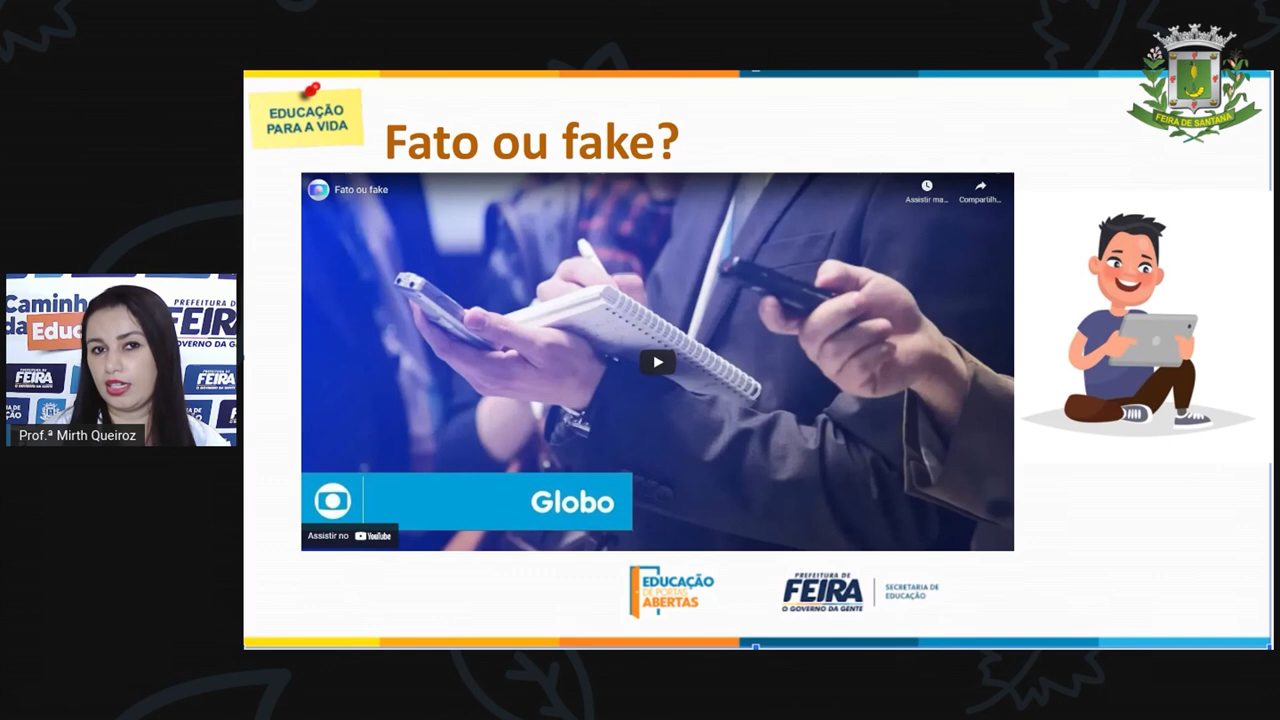 FEIRA DE SANTANA
EDUCAÇÃO
PARA A VIDA
Fato ou fake?
Fato ou fake
Assistir ma...
Compartilh...
Caminh
da Educ
PREFEITURA D
FEIRA
GOVERNO DA GE
FEIRA
FEIRA
Prof.ª Mirth Queiroz
Globo
Assistir no YouTube
EDUCAÇÃO
DE PORTAS
ABERTAS
PREFEITURA DE
FEIRA
O GOVERNO DA GENTE
SECRETARIA DE
EDUCAÇÃO